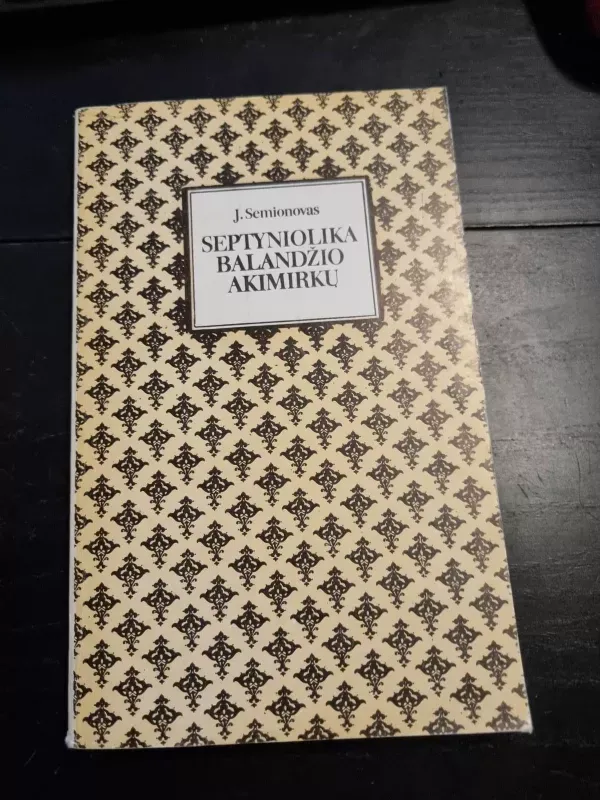 J. Semionovas
SEPTYNIOLIKA
BALANDŽIO
AKIMIRKŲ